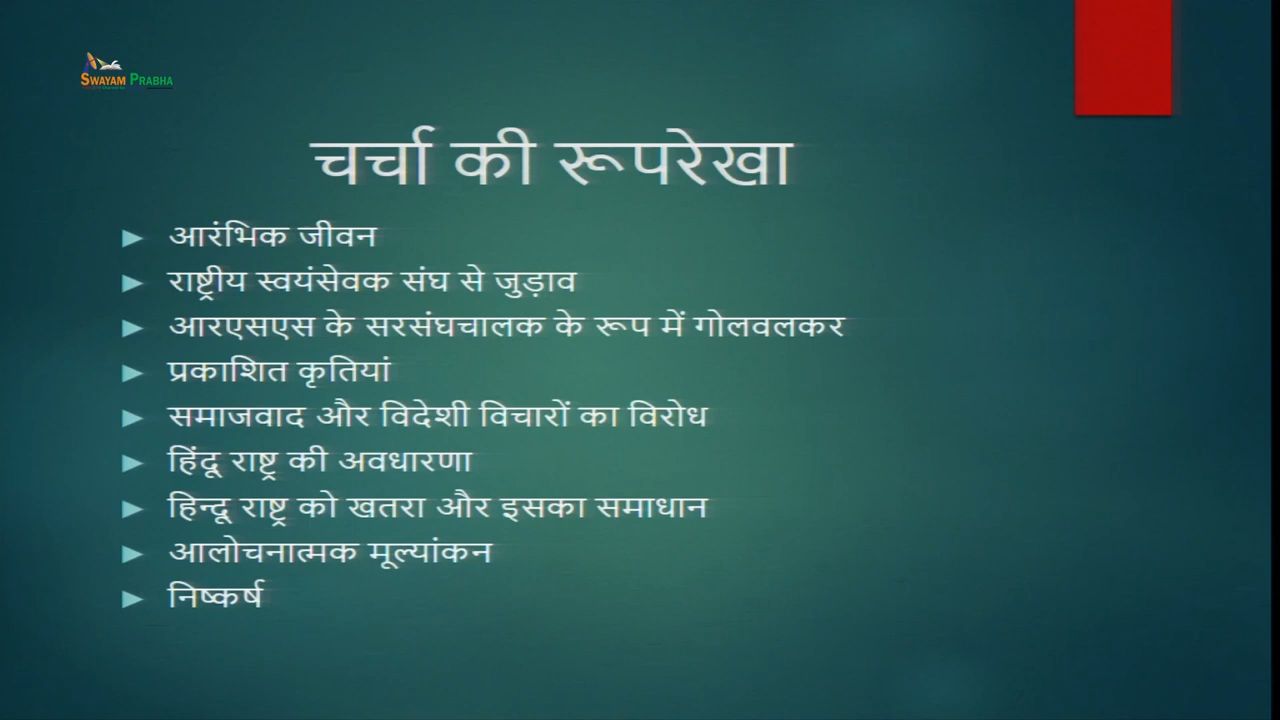 SWAYAM PRABHA
चर्चा की रूपरेखा
आरंभिक जीवन
राष्ट्रीय स्वयंसेवक संघ से जुड़ाव
आरएसएस के सरसंघचालक के रूप में गोलवलकर
प्रकाशित कृतियां
समाजवाद और विदेशी विचारों का विरोध
हिंदू राष्ट्र की अवधारणा
हिन्दू राष्ट्र को खतरा और इसका समाधान
आलोचनात्मक मूल्यांकन
निष्कर्ष